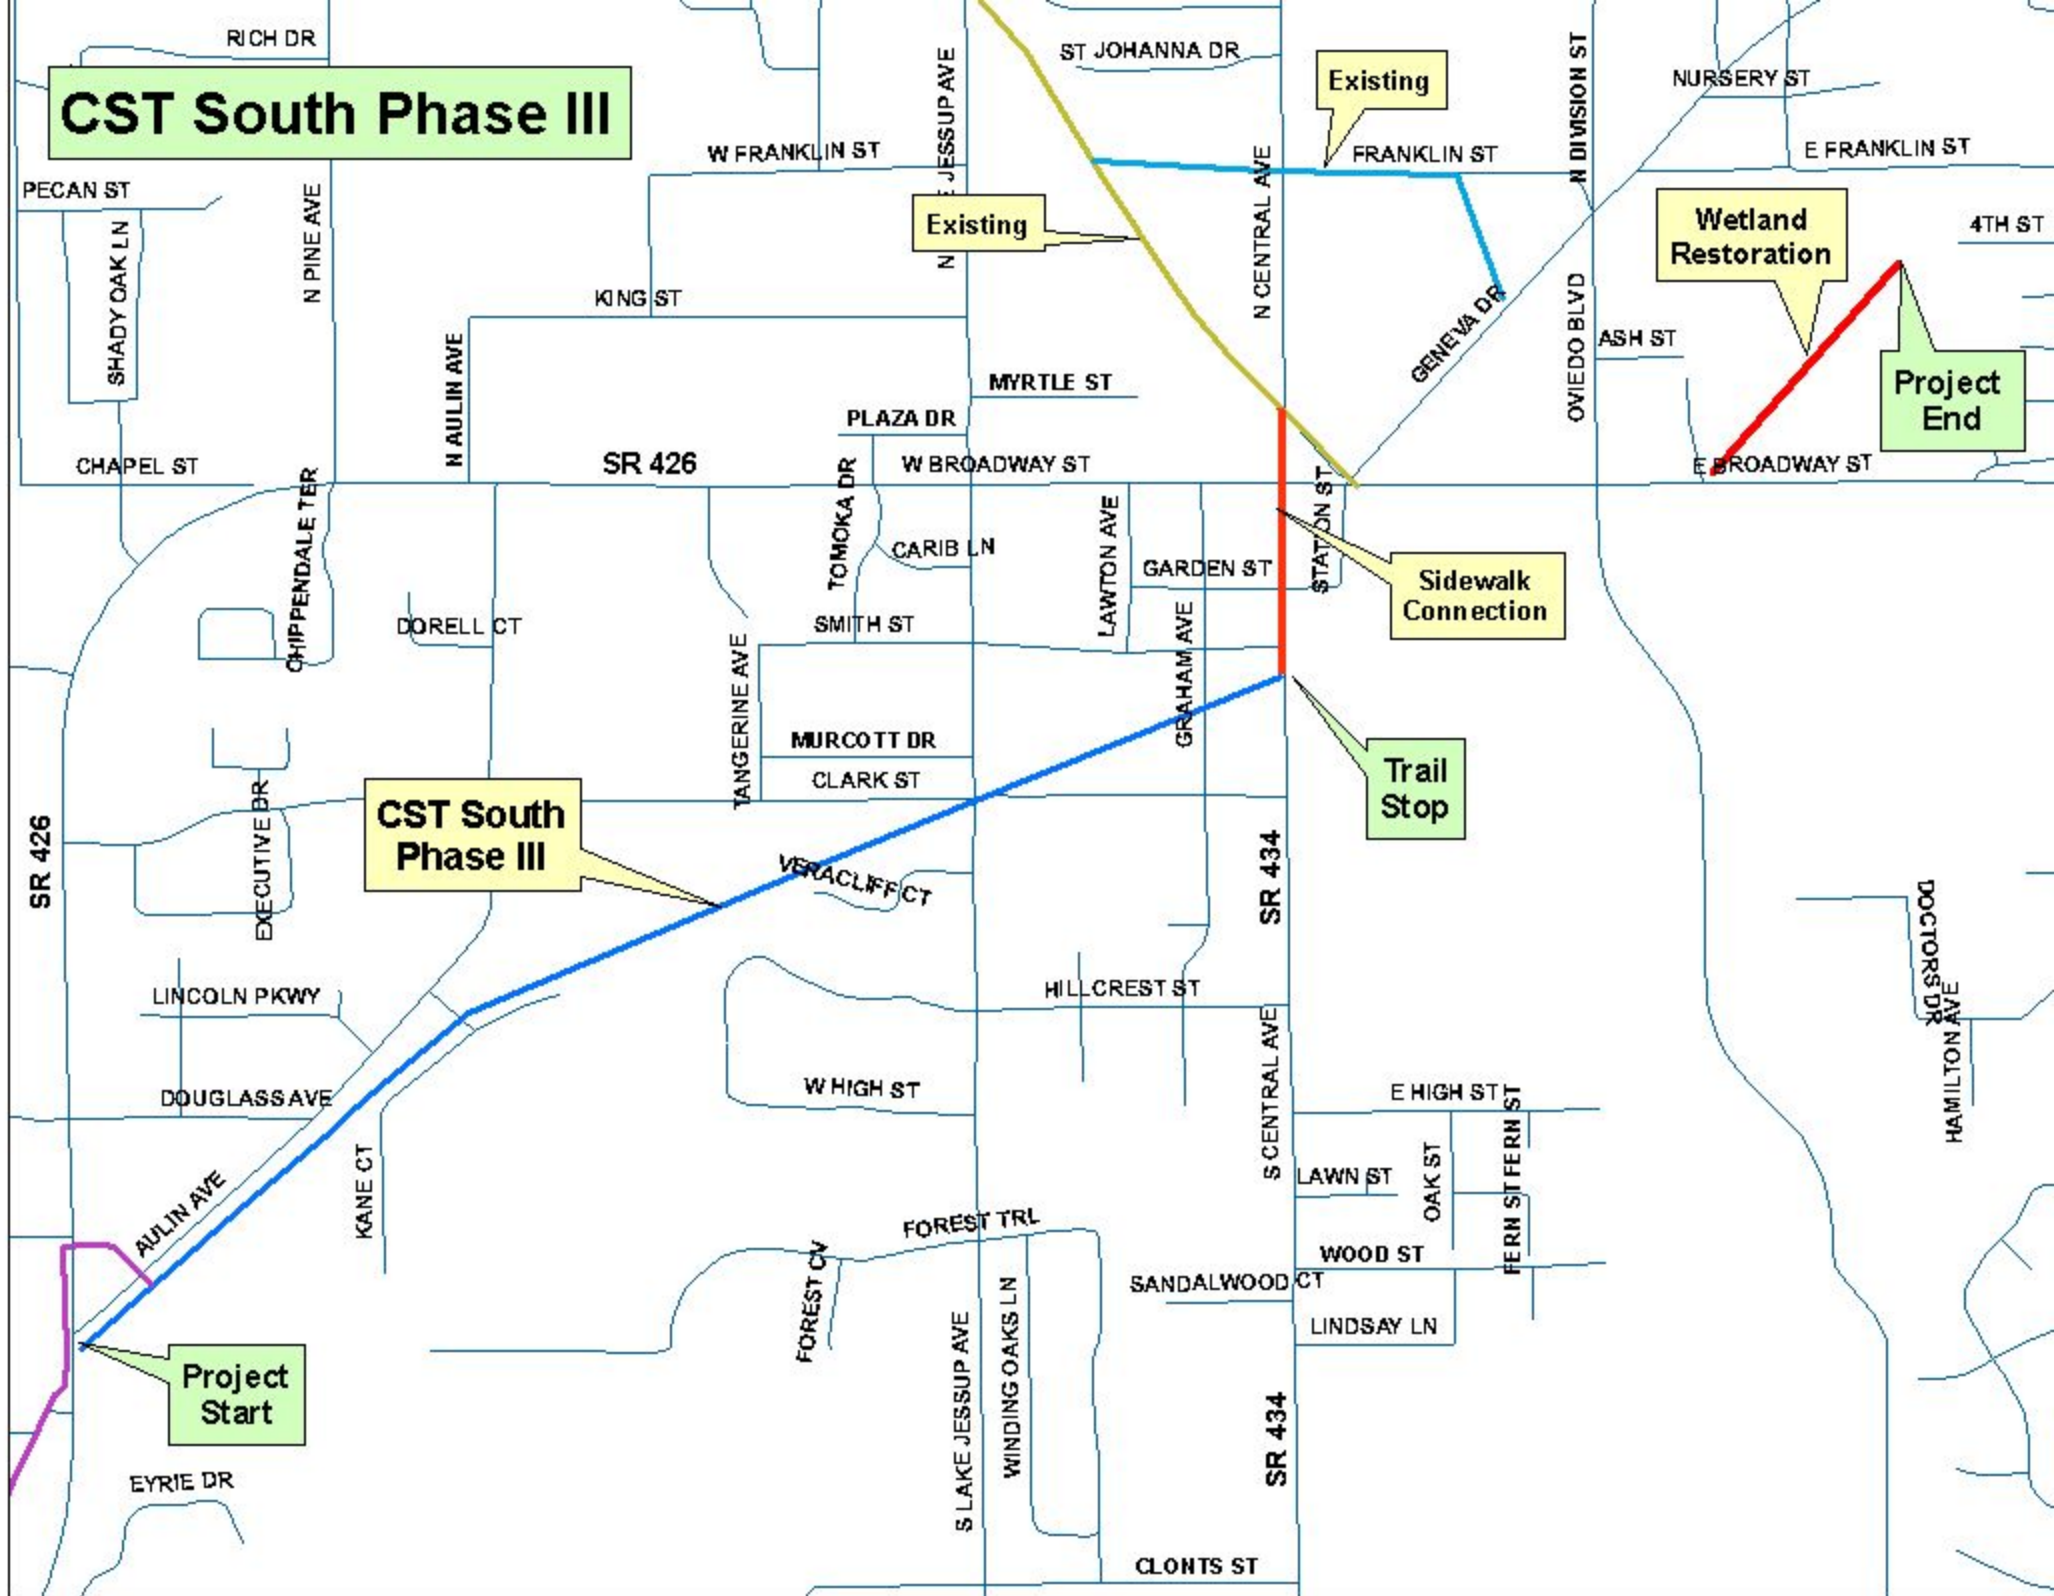 RICH DR
ST JOHANNA DR
Existing
N DIVISION ST
NURSERY ST
CST South Phase III
N
JESSUP AVE
W FRANKLIN ST
FRANKLIN ST
E FRANKLIN ST
PECAN ST
SHADY OAK LN
N PINE AVE
Existing
N CENTRAL AVE
Wetland
Restoration
4TH ST
KING ST
GENEVA DR
OVIEDO BLVD
ASH ST
N AULIN AVE
MYRTLE ST
Project
End
PLAZA DR
CHAPEL ST
SR 426
W BROADWAY ST
E BROADWAY ST
CHIPPENDALE TER
TOMOKA DR
CARIB LN
LAWTON AVE
GARDEN ST
STATION ST
Sidewalk
Connection
DORELL CT
SMITH ST
TANGERINE AVE
GRAHAM AVE
MURCOTT DR
CLARK ST
Trail
Stop
SR 426
EXECUTIVE DR
CST South
Phase III
VERACLIFF CT
SR 434
DOCTORS DR
LINCOLN PKWY
HILLCREST ST
HAMILTON AVE
DOUGLASS AVE
W HIGH ST
S CENTRAL AVE
E HIGH ST
KANE CT
AULIN AVE
LAWN ST
OAK ST
FERN ST
FERN ST
FOREST TRL
FOREST CV
WOOD ST
SANDALWOOD CT
LINDSAY LN
WINDING OAKS LN
S LAKE JESSUP AVE
Project
Start
SR 434
EYRIE DR
CLONTS ST